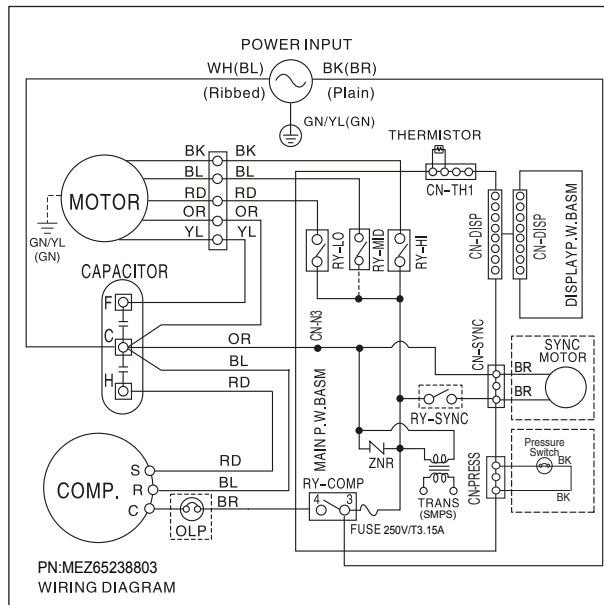 POWER INPUT
WH(BL) BK(BR)
(Ribbed) (Plain)
GN/YL(GN)
THERMISTOR
CN-TH1
BK BK
BL BL
RD RD
OR OR
YL YL
MOTOR
GN/YL
(GN)
RY-LO
RY-MID
RY-HI
CN-DISP
CN-DISP
DISPLAYP.W.BASM
CAPACITOR
F
C
H
OR
BL
RD
CN-N3
MAIN P.W.BASM
CN-SYNC
SYNC
MOTOR
BR
BR
RY-SYNC
ZNR
TRANS
(SMPS)
CN-PRESS
Pressure
Switch
BK
BK
COMP.
S
R
C
RD
BL
BR
OLP
RY-COMP
4 3
FUSE 250V/T3.15A
PN:MEZ65238803
WIRING DIAGRAM